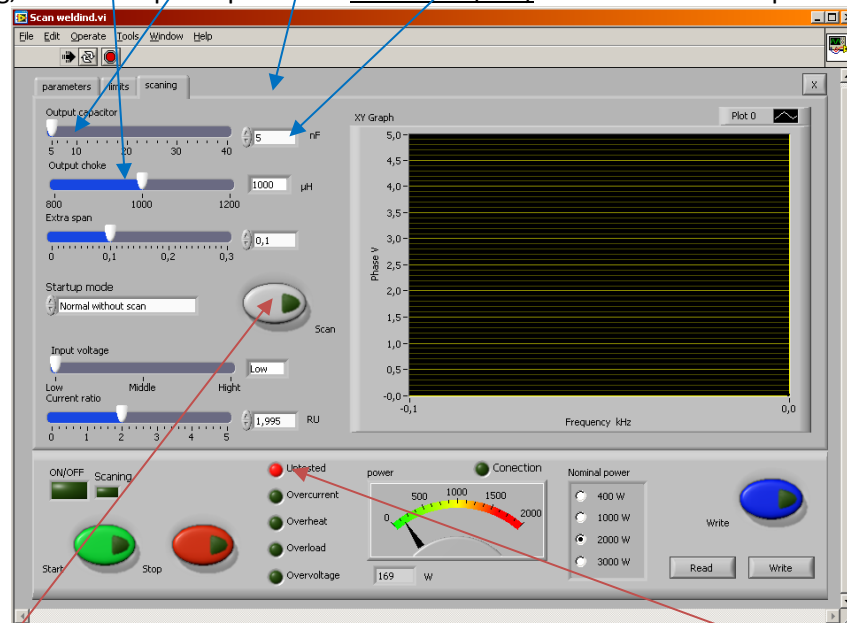 Scan weldind.vi
File Edit Operate Tools Window Help
parameters limits scaning
X
Output capacitor
5 10 20 30 40
5 nF
Output choke
800 1000 1200
1000 µH
Extra span
0 0,1 0,2 0,3
0,1
Startup mode
Normal without scan
Scan
Input voltage
Low Middle Hight
Low
Current ratio
0 1 2 3 4 5
1,995 RU
XY Graph
Plot 0
5,0
4,5
4,0
3,5
3,0
2,5
2,0
1,5
1,0
0,5
-0,0
Phase V
-0,1 0,0
Frequency kHz
ON/OFF Scaning
Start Stop
Untested
Overcurrent
Overheat
Overload
Overvoltage
power
0 500 1000 1500 2000
169 W
Conection
Nominal power
400 W
1000 W
2000 W
3000 W
Write
Read Write